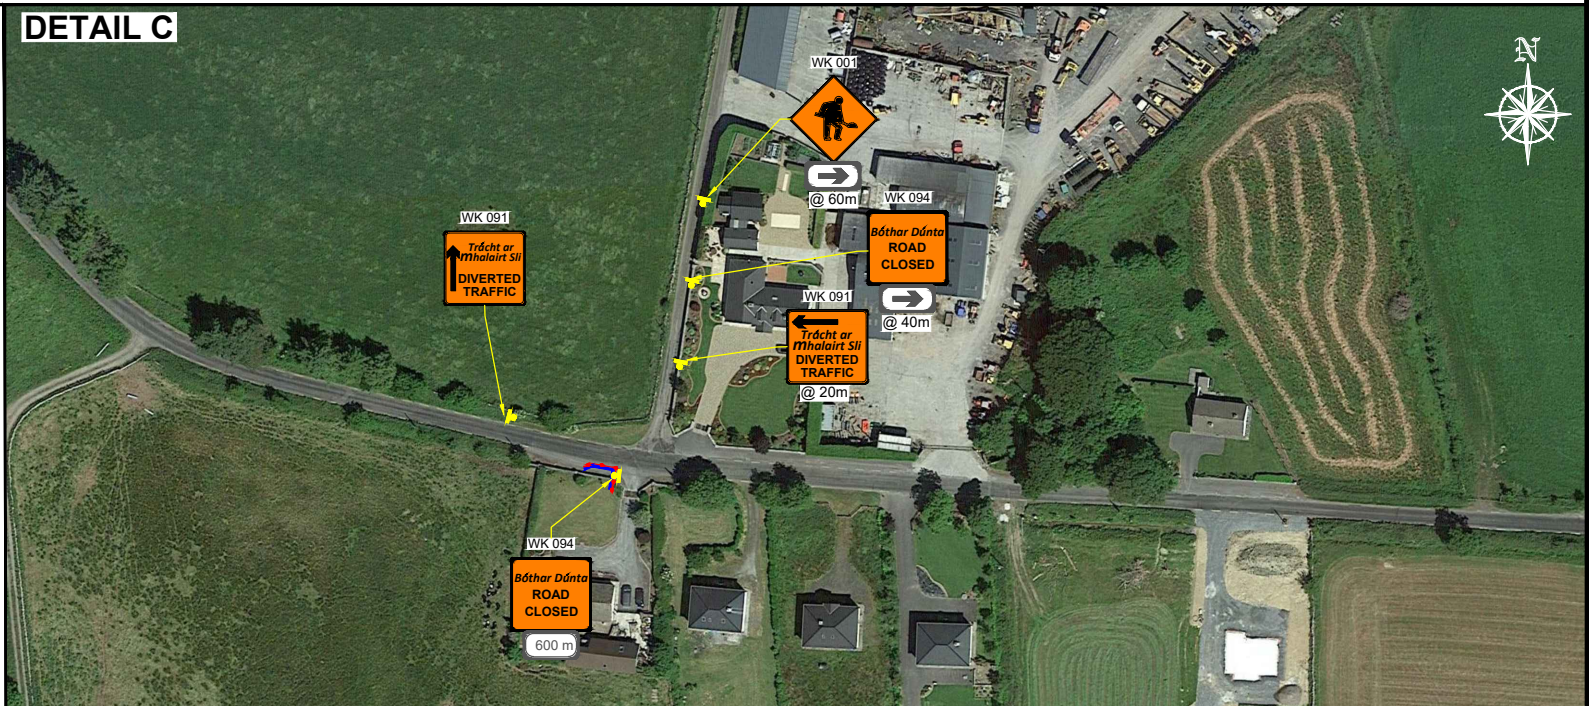 DETAIL C
N
WK 001
@ 60m
WK 094
Bóthar Dúnta
ROAD
CLOSED
@ 40m
WK 091
Trácht ar
mhalairt Slí
DIVERTED
TRAFFIC
WK 091
Trácht ar
mhalairt Slí
DIVERTED
TRAFFIC
@ 20m
WK 094
Bóthar Dúnta
ROAD
CLOSED
600 m